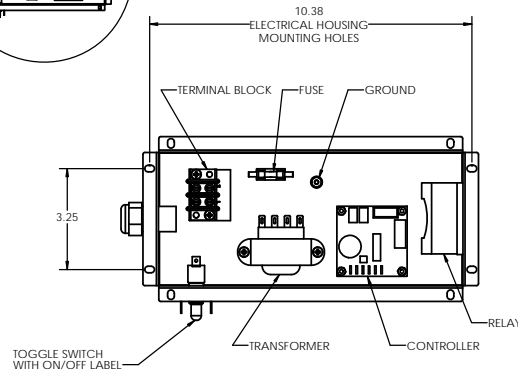 10.38
ELECTRICAL HOUSING
MOUNTING HOLES
TERMINAL BLOCK
FUSE
GROUND
3.25
RELAY
TOGGLE SWITCH
WITH ON/OFF LABEL
TRANSFORMER
CONTROLLER